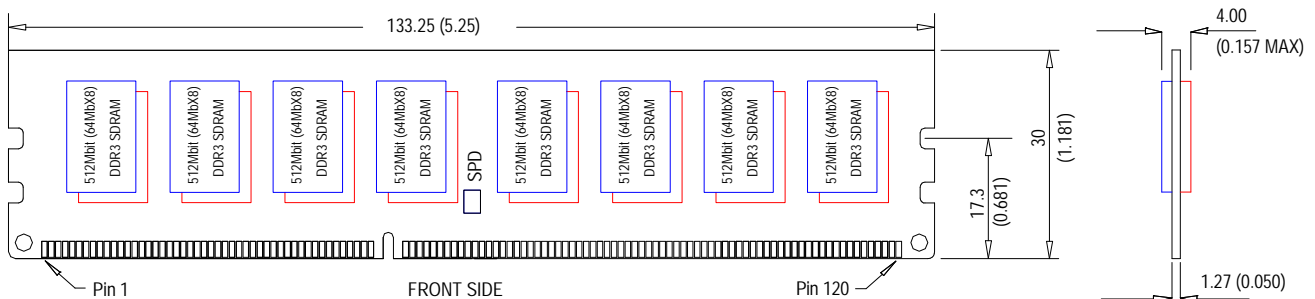 133.25 (5.25)
4.00
(0.157 MAX)
512Mbit (64MbX8)
DDR3 SDRAM
512Mbit (64MbX8)
DDR3 SDRAM
512Mbit (64MbX8)
DDR3 SDRAM
512Mbit (64MbX8)
DDR3 SDRAM
512Mbit (64MbX8)
DDR3 SDRAM
512Mbit (64MbX8)
DDR3 SDRAM
512Mbit (64MbX8)
DDR3 SDRAM
512Mbit (64MbX8)
DDR3 SDRAM
SPD
30
(1.181)
17.3
(0.681)
Pin 1
FRONT SIDE
Pin 120
1.27 (0.050)